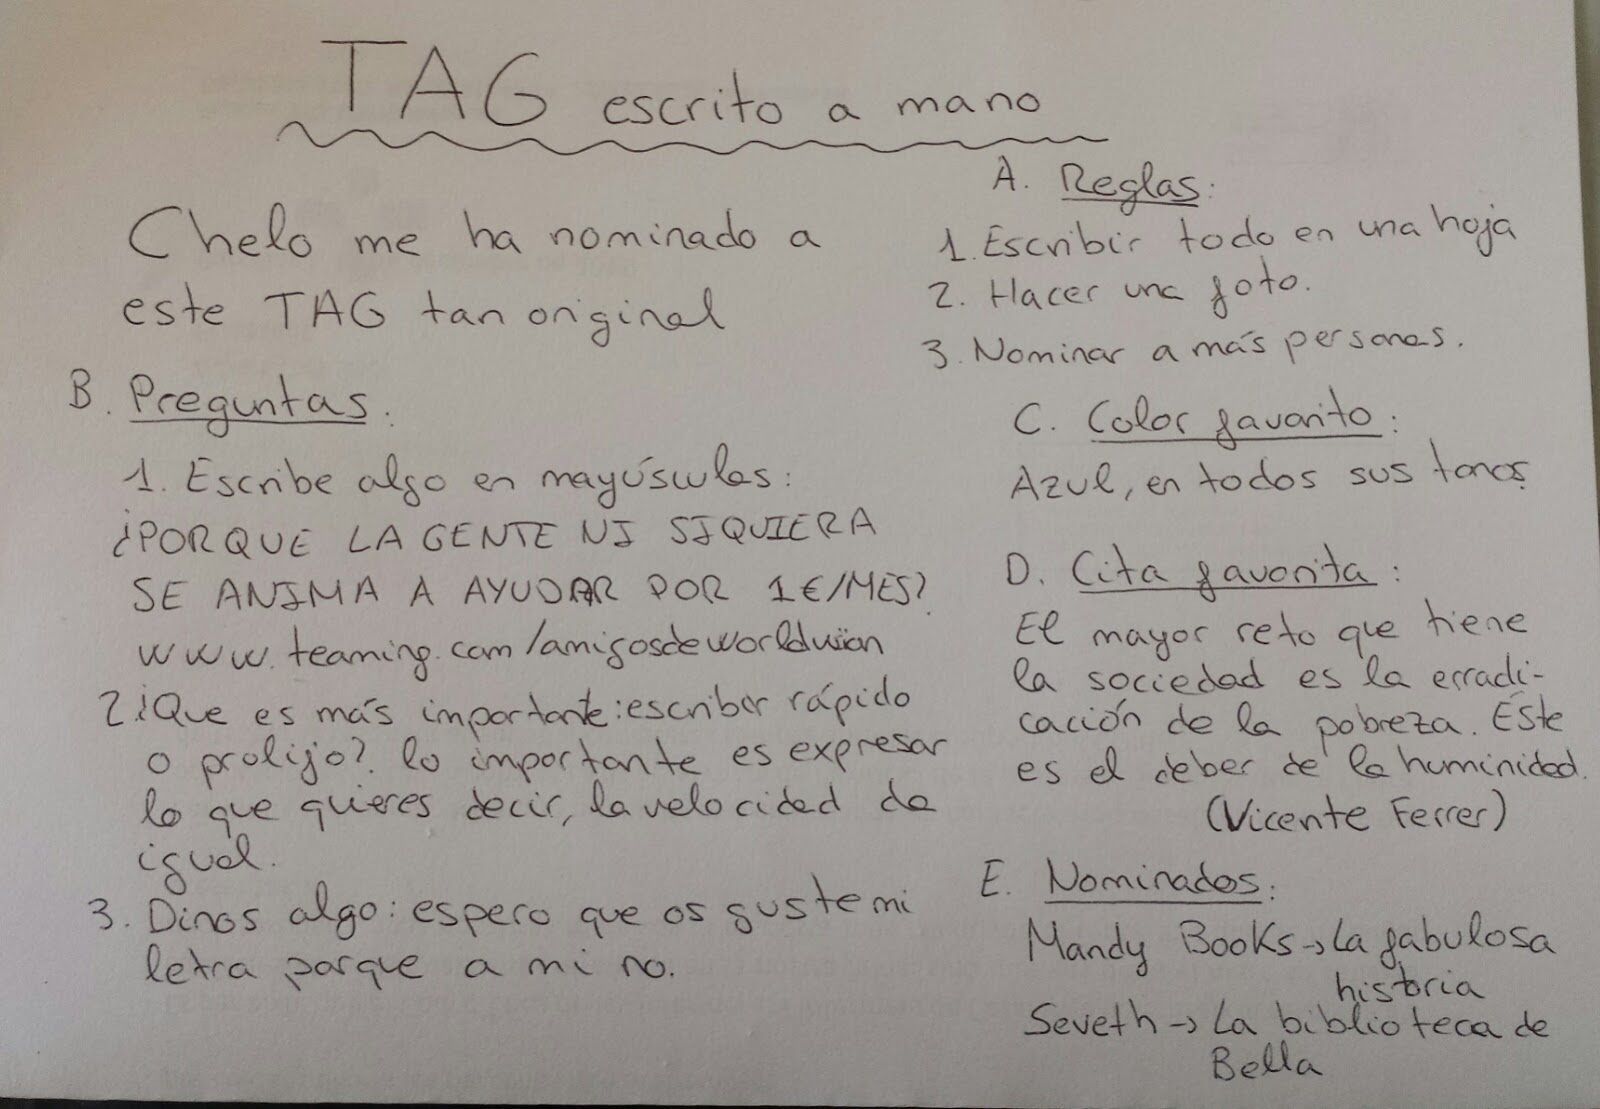 TAG escrito a mano
Chelo me ha nominado a
este TAG tan original
A. Reglas:
1. Escribir todo en una hoja
2. Hacer una foto.
3. Nominar a más personas.
B. Preguntas.
1. Escribe algo en mayúsculas:
¿PORQUE LA GENTE NI SIQUIERA
SE ANIMA A AYUDAR POR 1€/MES?
www.teaming.com/amigosdeworldvision
2 ¿Que es más importante: escribir rápido
o prolijo? lo importante es expresar
lo que quieres decir, la velocidad da
igual.
3. Dinos algo: espero que os guste mi
letra porque a mi no.
C. Color favorito:
Azul, en todos sus tonos
D. Cita favorita:
El mayor reto que tiene
la sociedad es la erradi-
cación de la pobreza. Este
es el deber de la huminidad.
(Vicente Ferrer)
E. Nominados:
Mandy Books → La fabulosa
historia
Seveth → La biblioteca de
Bella